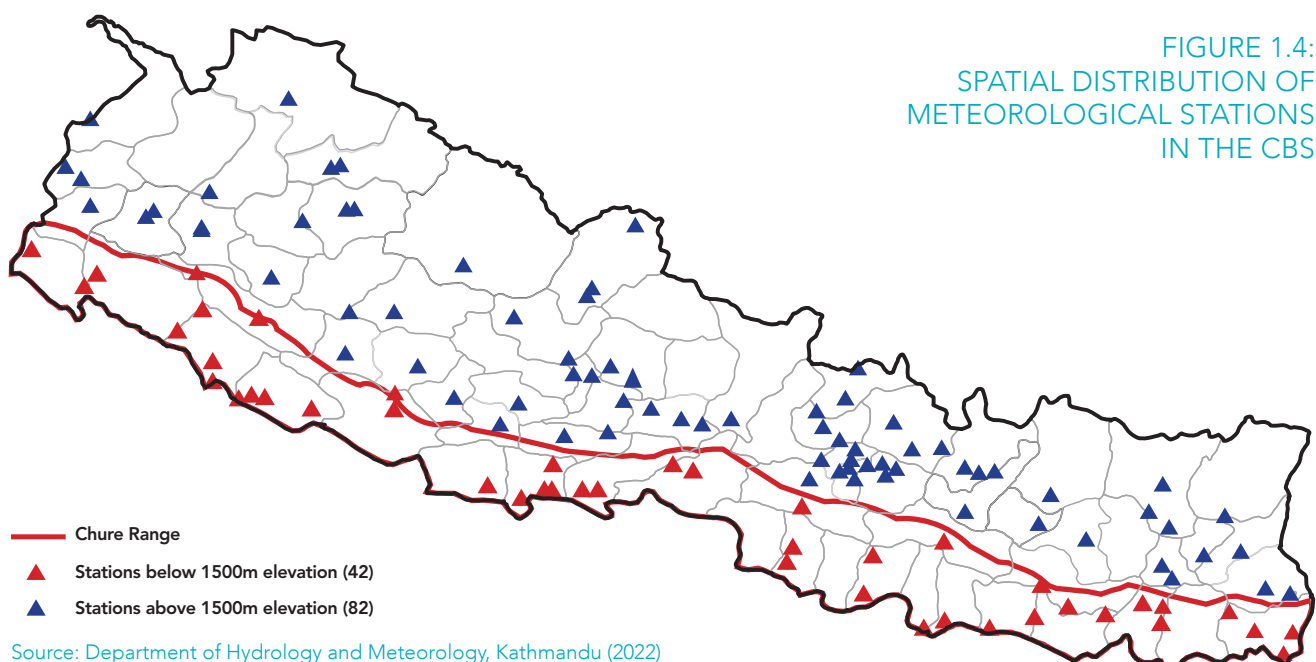 FIGURE 1.4:
SPATIAL DISTRIBUTION OF
METEOROLOGICAL STATIONS
IN THE CBS
Chure Range
Stations below 1500m elevation (42)
Stations above 1500m elevation (82)
Source: Department of Hydrology and Meteorology, Kathmandu (2022)